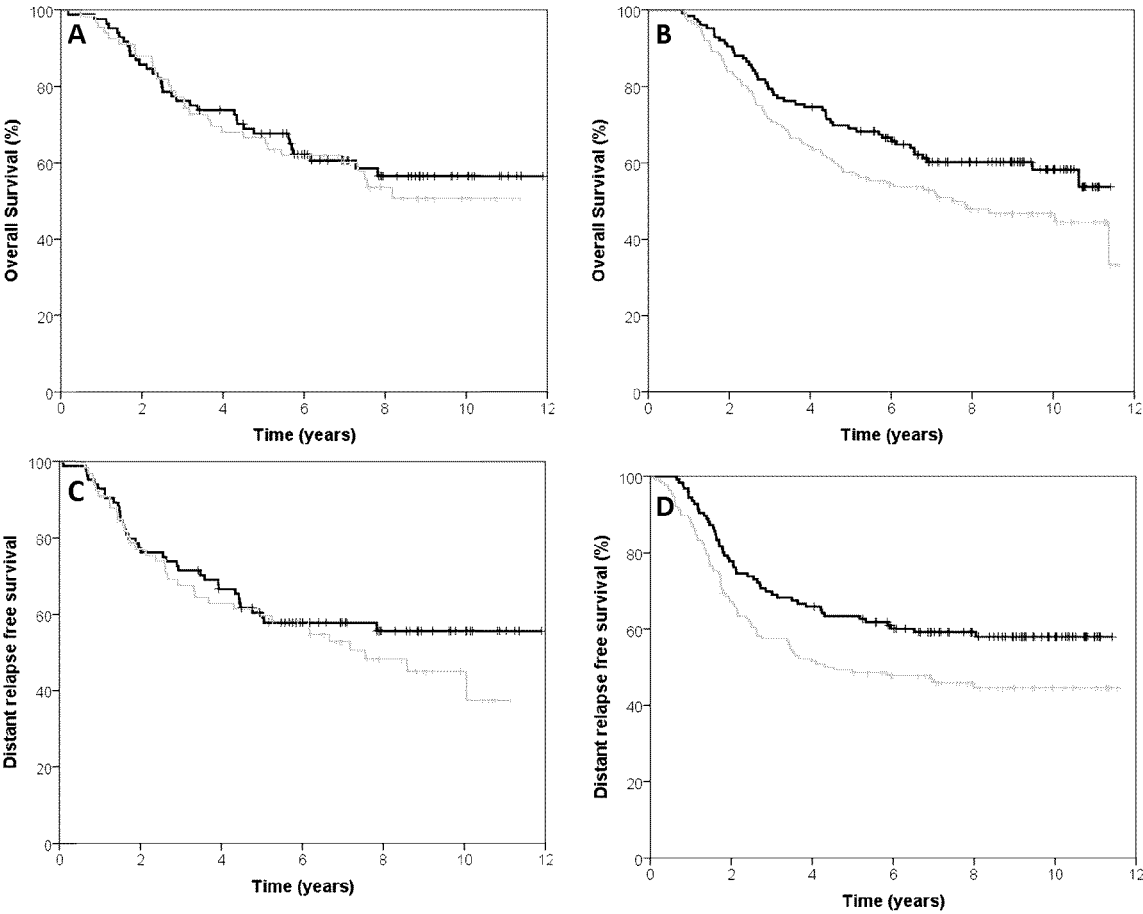 A
Overall Survival (%)
100
80
60
40
20
0
0 2 4 6 8 10 12
Time (years)
B
Overall Survival (%)
100
80
60
40
20
0
0 2 4 6 8 10 12
Time (years)
C
Distant relapse free survival
100
80
60
40
20
0
0 2 4 6 8 10 12
Time (years)
D
Distant relapse free survival (%)
100
80
60
40
20
0
0 2 4 6 8 10 12
Time (years)